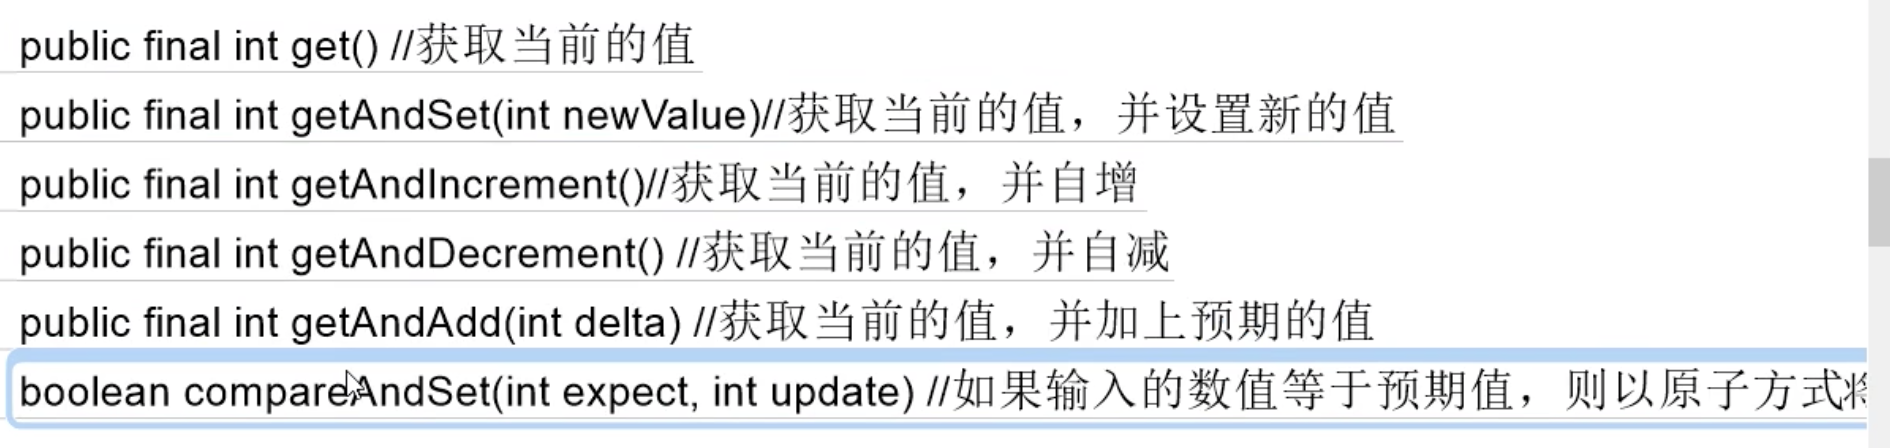 public final int get() //获取当前的值
public final int getAndSet(int newValue)//获取当前的值，并设置新的值
public final int getAndIncrement()//获取当前的值，并自增
public final int getAndDecrement() //获取当前的值，并自减
public final int getAndAdd(int delta) //获取当前的值，并加上预期的值
boolean compareAndSet(int expect, int update) //如果输入的数值等于预期值，则以原子方式